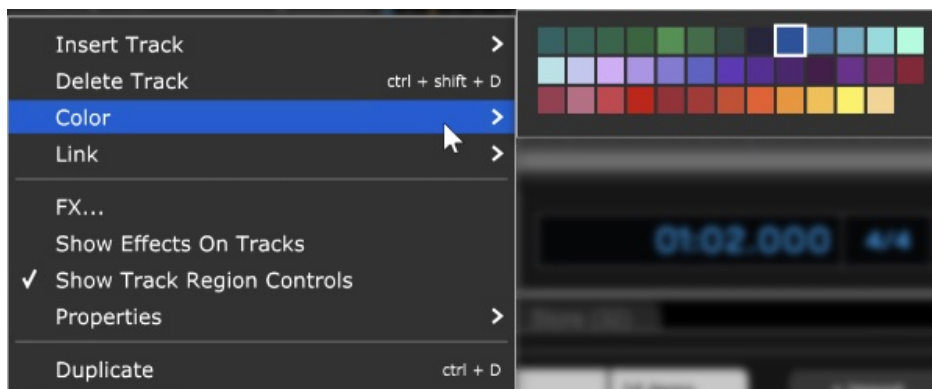 Insert Track
Delete Track ctrl + shift + D
Color
Link
FX...
Show Effects On Tracks
Show Track Region Controls
Properties
Duplicate ctrl + D
01:02.000 4/4